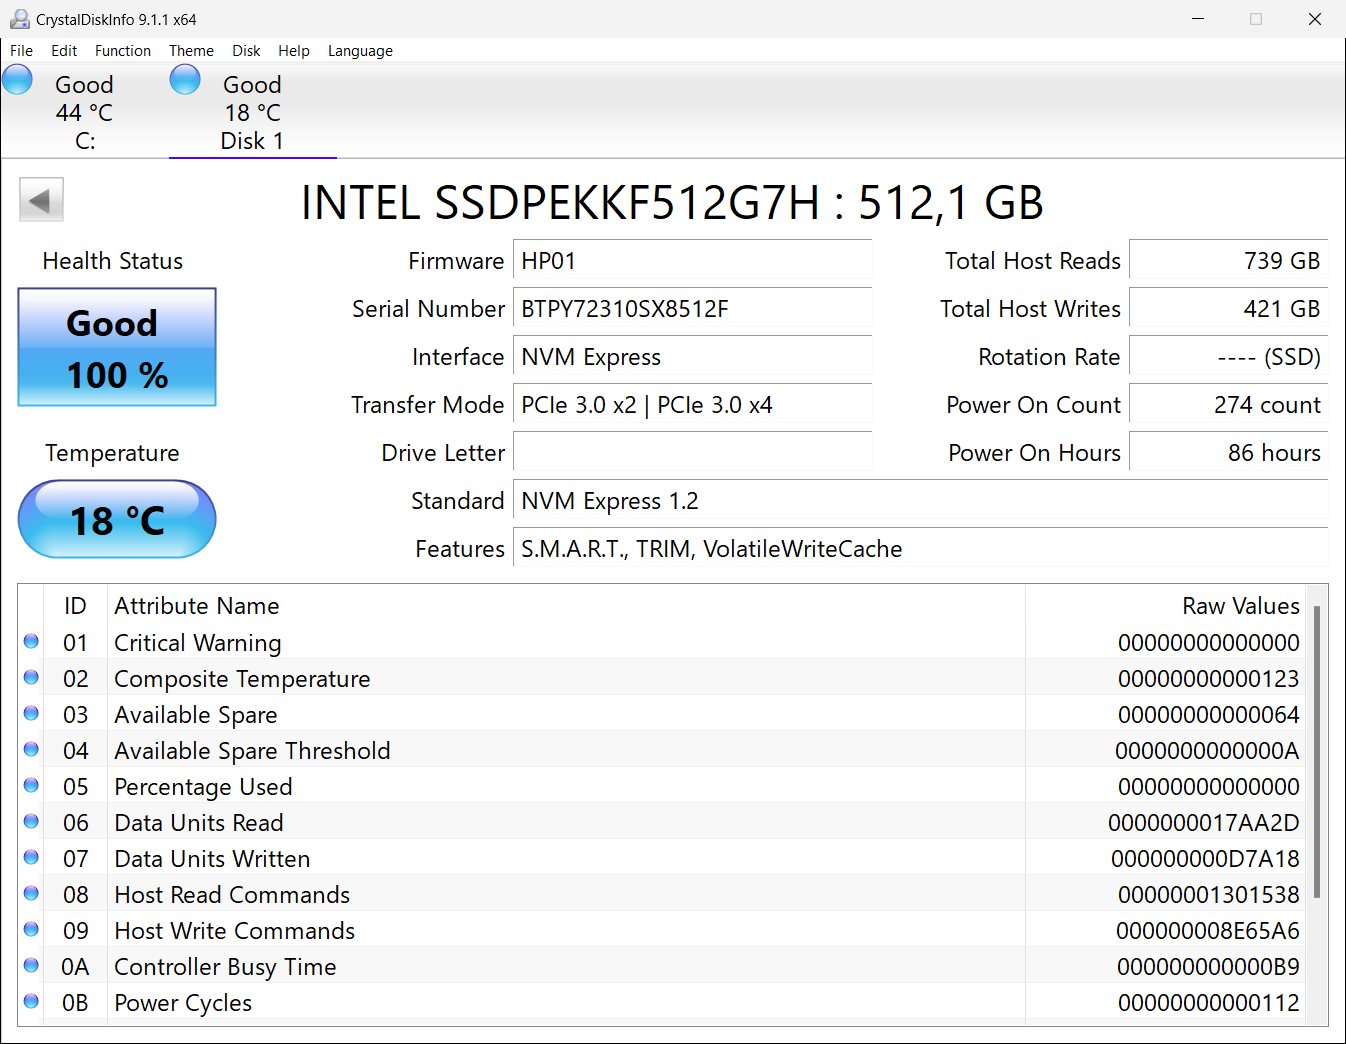 CrystalDiskInfo 9.1.1 x64
File Edit Function Theme Disk Help Language
Good Good
44 °C 18 °C
C: Disk 1
INTEL SSDPEKKF512G7H : 512,1 GB
Health Status
Good
100 %
Temperature
18 °C
Firmware HP01
Serial Number BTPY72310SX8512F
Interface NVM Express
Transfer Mode PCIe 3.0 x2 | PCIe 3.0 x4
Drive Letter
Standard NVM Express 1.2
Features S.M.A.R.T., TRIM, VolatileWriteCache
Total Host Reads 739 GB
Total Host Writes 421 GB
Rotation Rate ---- (SSD)
Power On Count 274 count
Power On Hours 86 hours
ID Attribute Name Raw Values
01 Critical Warning 00000000000000
02 Composite Temperature 00000000000123
03 Available Spare 00000000000064
04 Available Spare Threshold 0000000000000A
05 Percentage Used 00000000000000
06 Data Units Read 0000000017AA2D
07 Data Units Written 000000000D7A18
08 Host Read Commands 00000001301538
09 Host Write Commands 000000008E65A6
0A Controller Busy Time 000000000000B9
0B Power Cycles 00000000000112